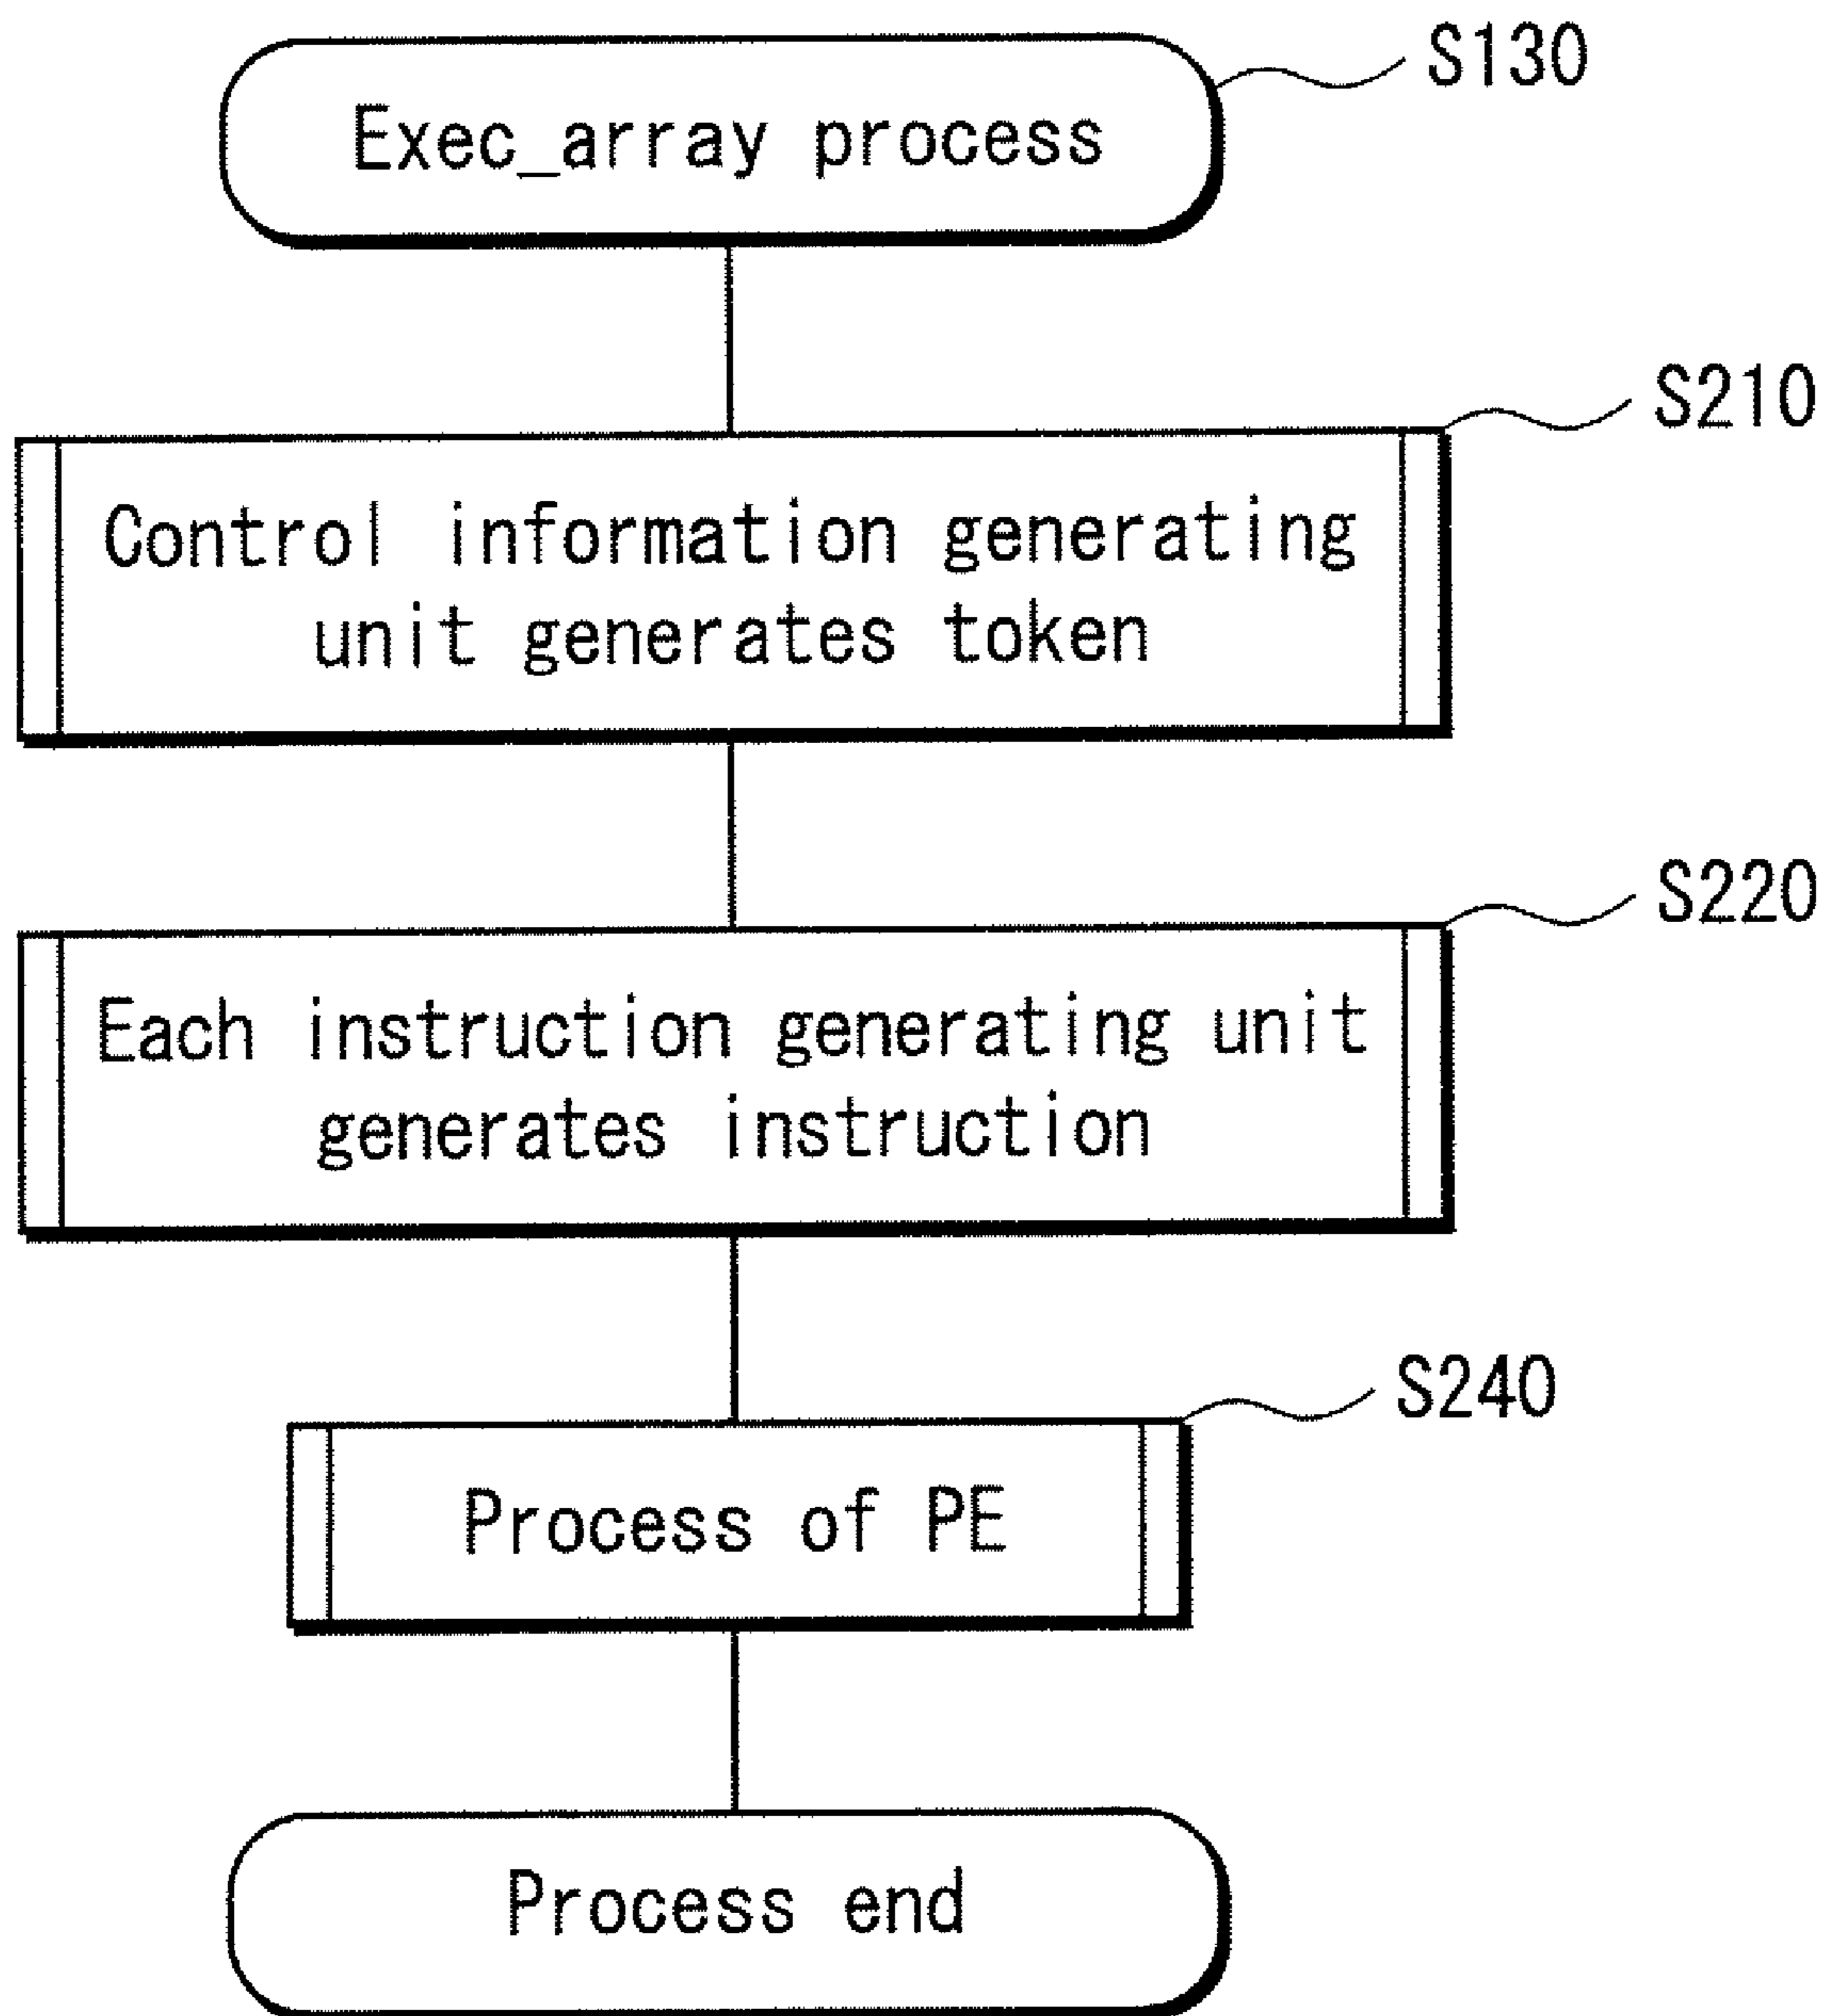 S130
Exec_array process
S210
Control information generating
unit generates token
S220
Each instruction generating unit
generates instruction
S240
Process of PE
Process end